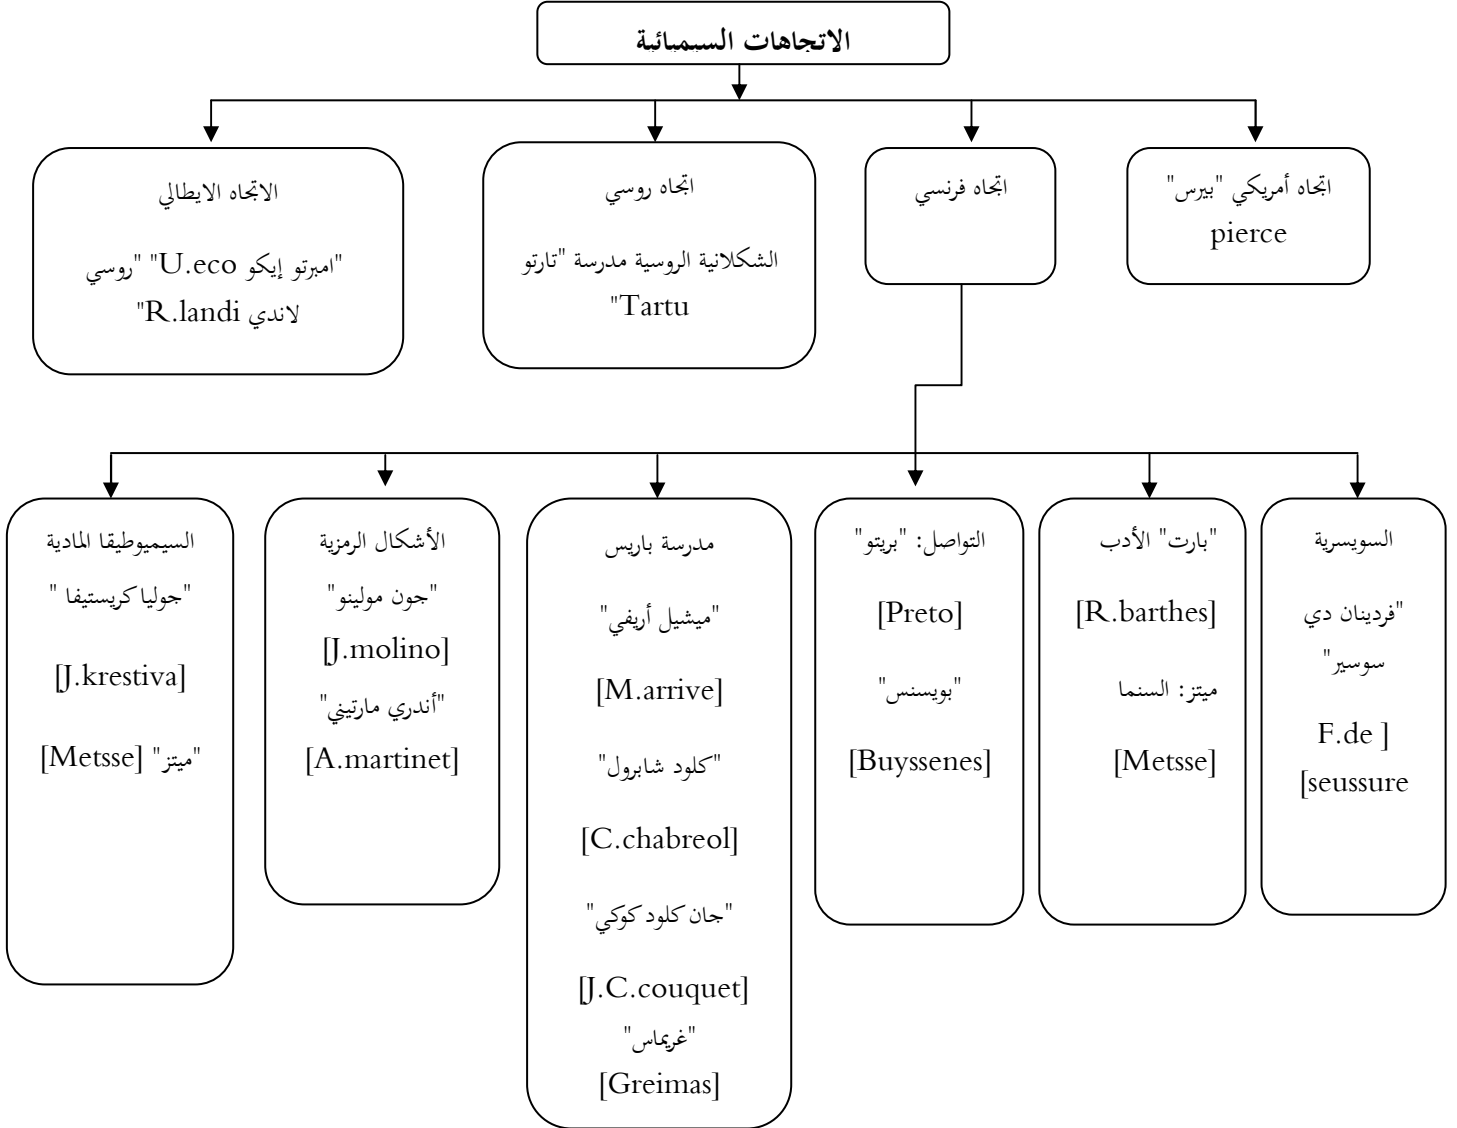 الاتجاهات السيميائية
اتجاه أمريكي "بيرس"
pierce
اتجاه فرنسي
اتجاه روسي
الشكلانية الروسية مدرسة "تارتو
Tartu"
الاتجاه الايطالي
"امبرتو إيكو U.eco" "روسي
لاندي R.landi"
السويسرية
"فردينان دي
سوسير"
[ F.de
seussure]
"بارت" الأدب
[R.barthes]
ميتز: السنما
[Metsse]
التواصل: "بريتو"
[Preto]
"بويسنس"
[Buyssenes]
مدرسة باريس
"ميشيل أريفي"
[M.arrive]
"كلود شابرول"
[C.chabreol]
"جان كلود كوكي"
[J.C.couquet]
"غريماس"
[Greimas]
الأشكال الرمزية
"جون مولينو"
[J.molino]
"أندري مارتيني"
[A.martinet]
السيميوطيقا المادية
"جوليا كريستيفا "
[J.krestiva]
"ميتز" [Metsse]